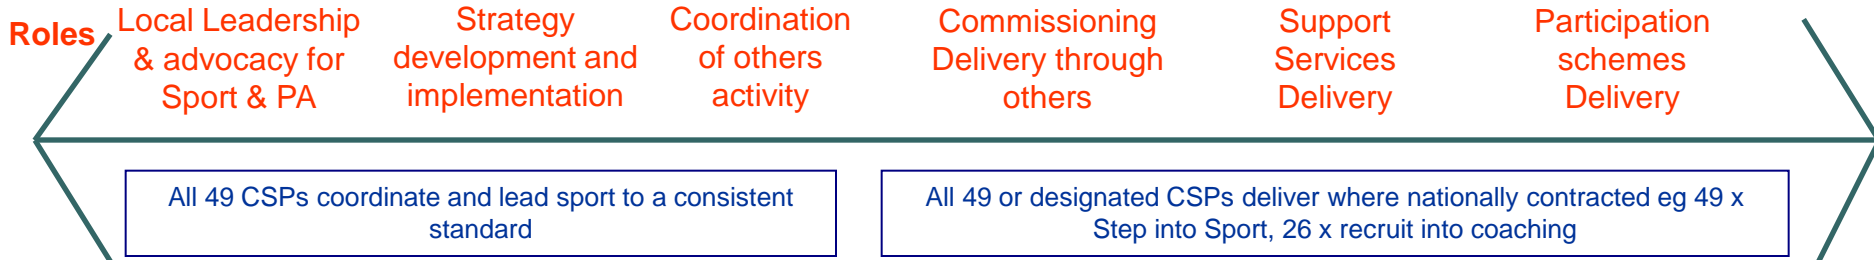 Roles
Local Leadership
& advocacy for
Sport & PA
Strategy
development and
implementation
Coordination
of others
activity
Commissioning
Delivery through
others
Support
Services
Delivery
Participation
schemes
Delivery
All 49 CSPs coordinate and lead sport to a consistent
standard
All 49 or designated CSPs deliver where nationally contracted eg 49 x
Step into Sport, 26 x recruit into coaching